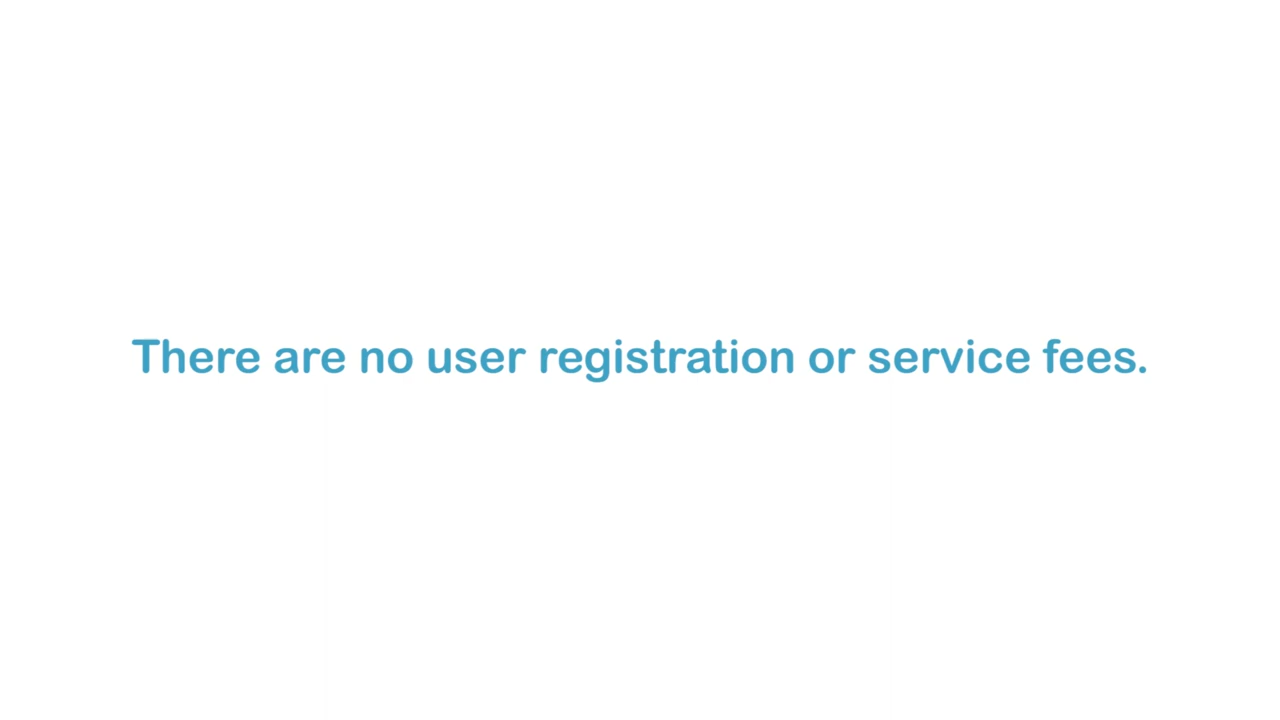 There are no user registration or service fees.